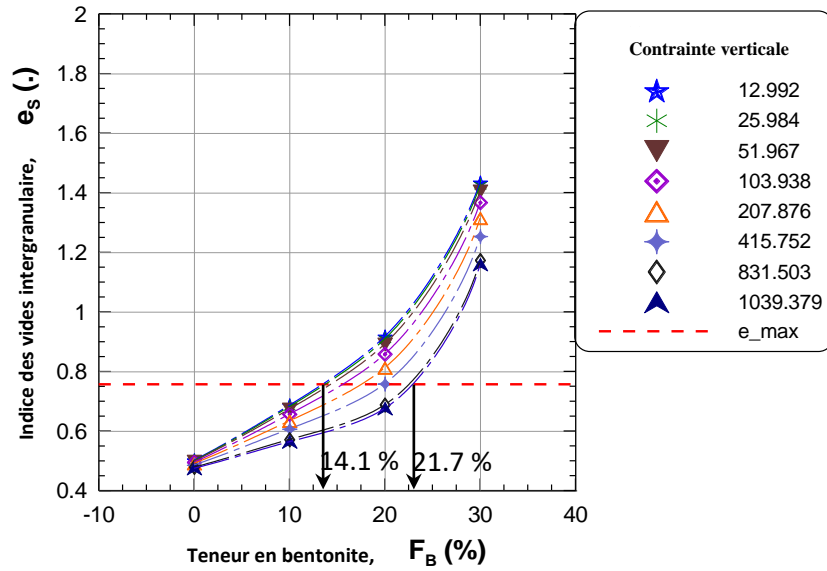 Indice des vides intergranulaire, e_S (.)
2
1.8
1.6
1.4
1.2
1
0.8
0.6
0.4
-10 0 10 20 30 40
14.1 % 21.7 %
Teneur en bentonite, F_B (%)
Contrainte verticale
12.992
25.984
51.967
103.938
207.876
415.752
831.503
1039.379
e_max